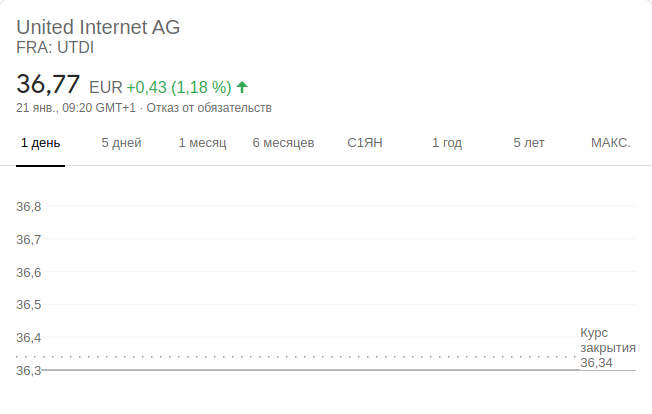 United Internet AG
FRA: UTDI
36,77 EUR +0,43 (1,18 %)
21 янв., 09:20 GMT+1 · Отказ от обязательств
1 день 5 дней 1 месяц 6 месяцев С1ЯН 1 год 5 лет МАКС.
36,8
36,7
36,6
36,5
36,4
36,3
Курс
закрытия
36,34